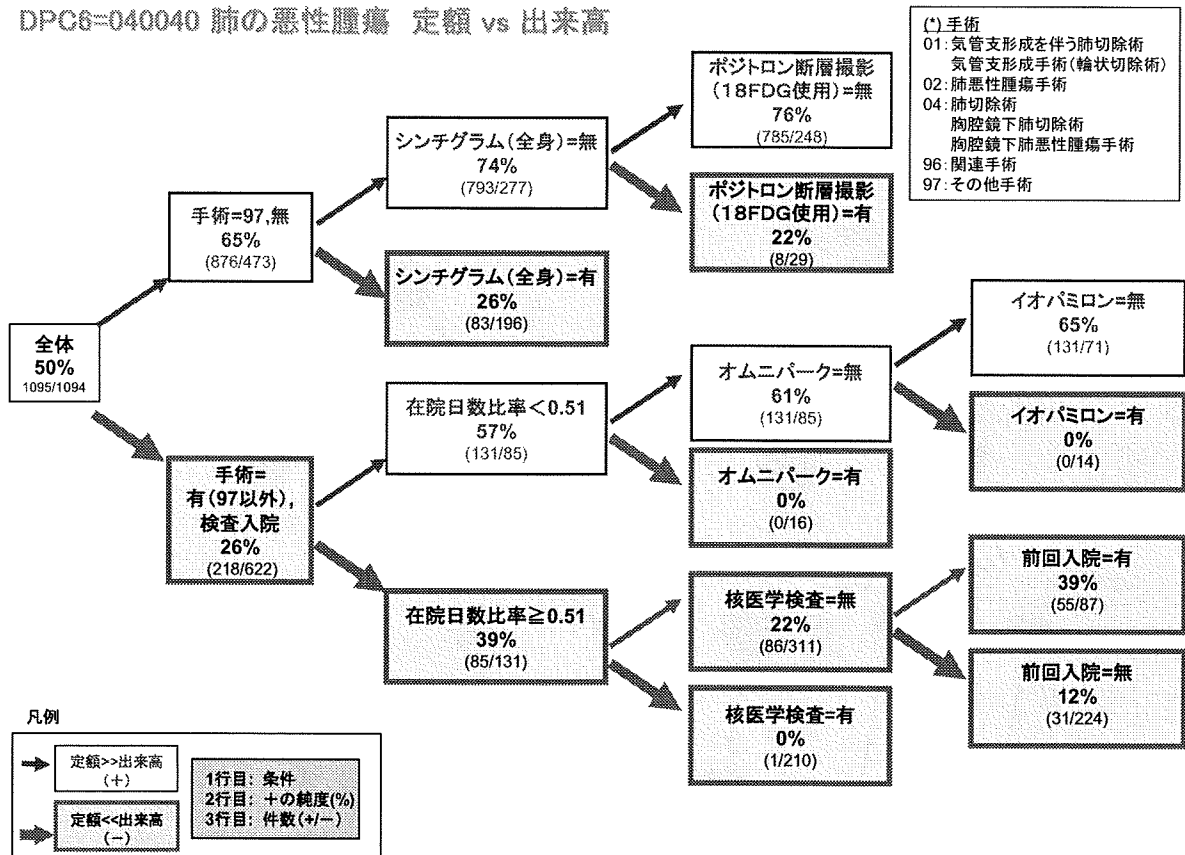 DPC6=040040 肺の悪性腫瘍 定額 vs 出来高
(*) 手術
01:気管支形成を伴う肺切除術
気管支形成手術(輪状切除術)
02:肺悪性腫瘍手術
04:肺切除術
胸腔鏡下肺切除術
胸腔鏡下肺悪性腫瘍手術
96:関連手術
97:その他手術
全体
50%
1095/1094
手術=97,無
65%
(876/473)
手術=
有(97以外),
検査入院
26%
(218/622)
シンチグラム(全身)=無
74%
(793/277)
シンチグラム(全身)=有
26%
(83/196)
在院日数比率<0.51
57%
(131/85)
在院日数比率≧0.51
39%
(85/131)
ポジトロン断層撮影
(18FDG使用)=無
76%
(785/248)
ポジトロン断層撮影
(18FDG使用)=有
22%
(8/29)
オムニパーク=無
61%
(131/85)
オムニパーク=有
0%
(0/16)
核医学検査=無
22%
(86/311)
核医学検査=有
0%
(1/210)
イオパミロン=無
65%
(131/71)
イオパミロン=有
0%
(0/14)
前回入院=有
39%
(55/87)
前回入院=無
12%
(31/224)
凡例
定額>>出来高
(+)
定額<<出来高
(-)
1行目: 条件
2行目: +の純度(%)
3行目: 件数(+/-)